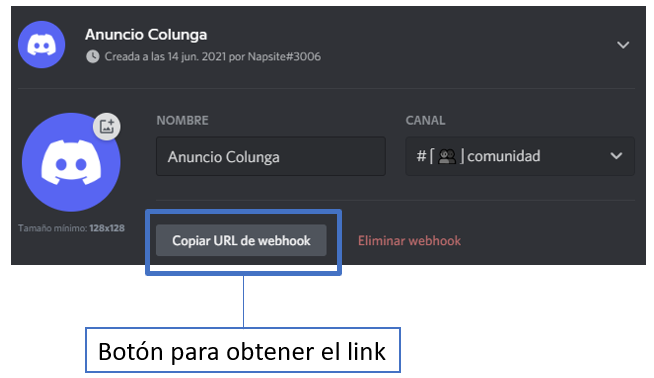 Anuncio Colunga
Creada a las 14 jun. 2021 por Napsite#3006
NOMBRE
CANAL
Anuncio Colunga
# ⌈ 👥 ⌋ comunidad
Tamaño mínimo: 128x128
Copiar URL de webhook
Eliminar webhook
Botón para obtener el link